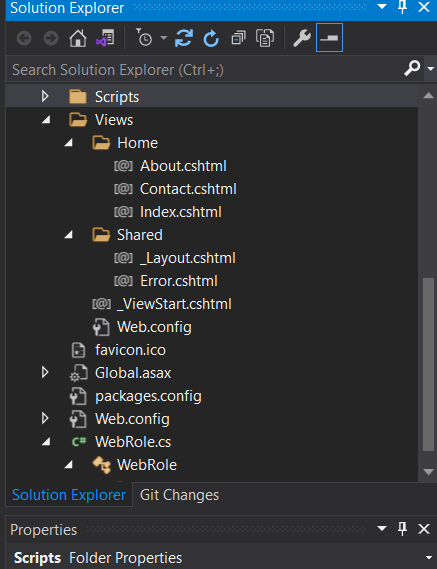 Solution Explorer
Search Solution Explorer (Ctrl+;)
Scripts
Views
Home
[@] About.cshtml
[@] Contact.cshtml
[@] Index.cshtml
Shared
[@] _Layout.cshtml
[@] Error.cshtml
[@] _ViewStart.cshtml
Web.config
favicon.ico
Global.asax
packages.config
Web.config
C# WebRole.cs
WebRole
Solution Explorer Git Changes
Properties
Scripts Folder Properties